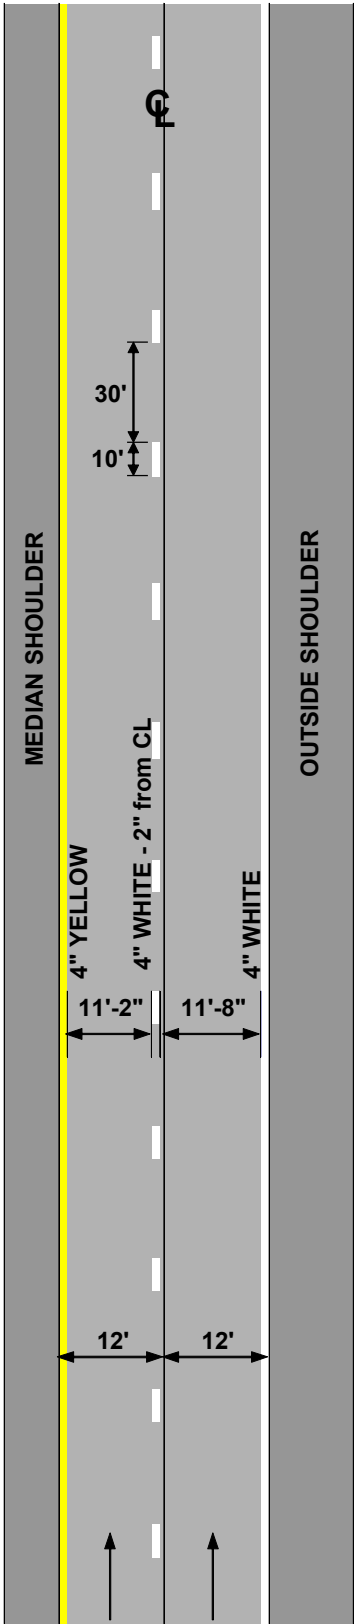 CL
30'
10'
MEDIAN SHOULDER
OUTSIDE SHOULDER
4" YELLOW
4" WHITE - 2" from CL
4" WHITE
11'-2"
11'-8"
12'
12'